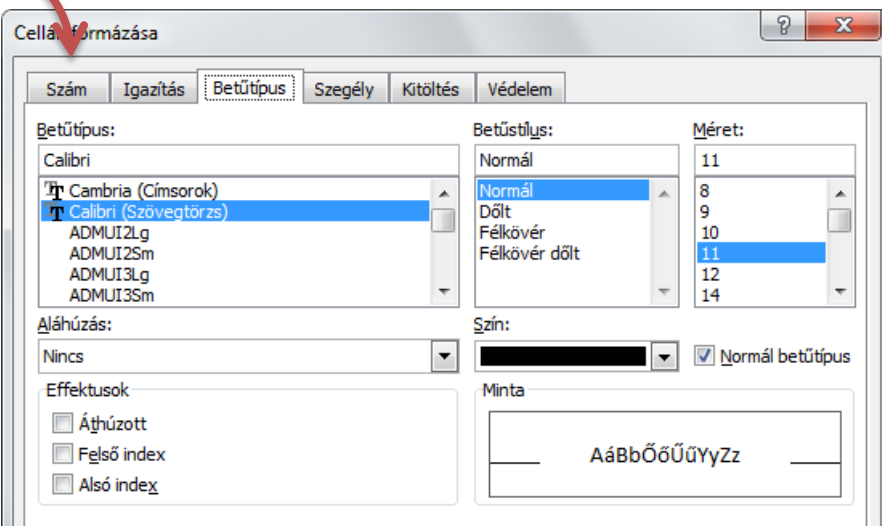 Cellák formázása
Szám Igazítás Betűtípus Szegély Kitöltés Védelem
Betűtípus: Betűstílus: Méret:
Calibri Normál 11
Cambria (Címsorok) Normál 8
Calibri (Szövegtörzs) Dőlt 9
ADMUI2Lg Félkövér 10
ADMUI2Sm Félkövér dőlt 11
ADMUI3Lg 12
ADMUI3Sm 14
Aláhúzás: Szín:
Nincs Normál betűtípus
Effektusok Minta
Áthúzott
Felső index AáBbŐőŰűYyZz
Alsó index